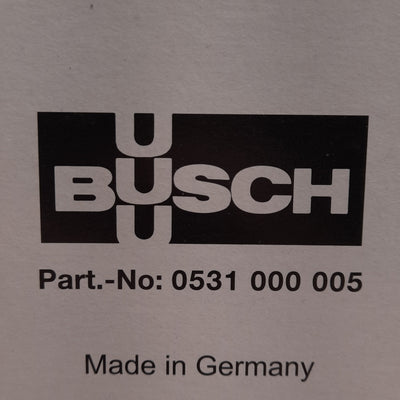 U
BUSCH
U
Part.-No: 0531 000 005
Made in Germany